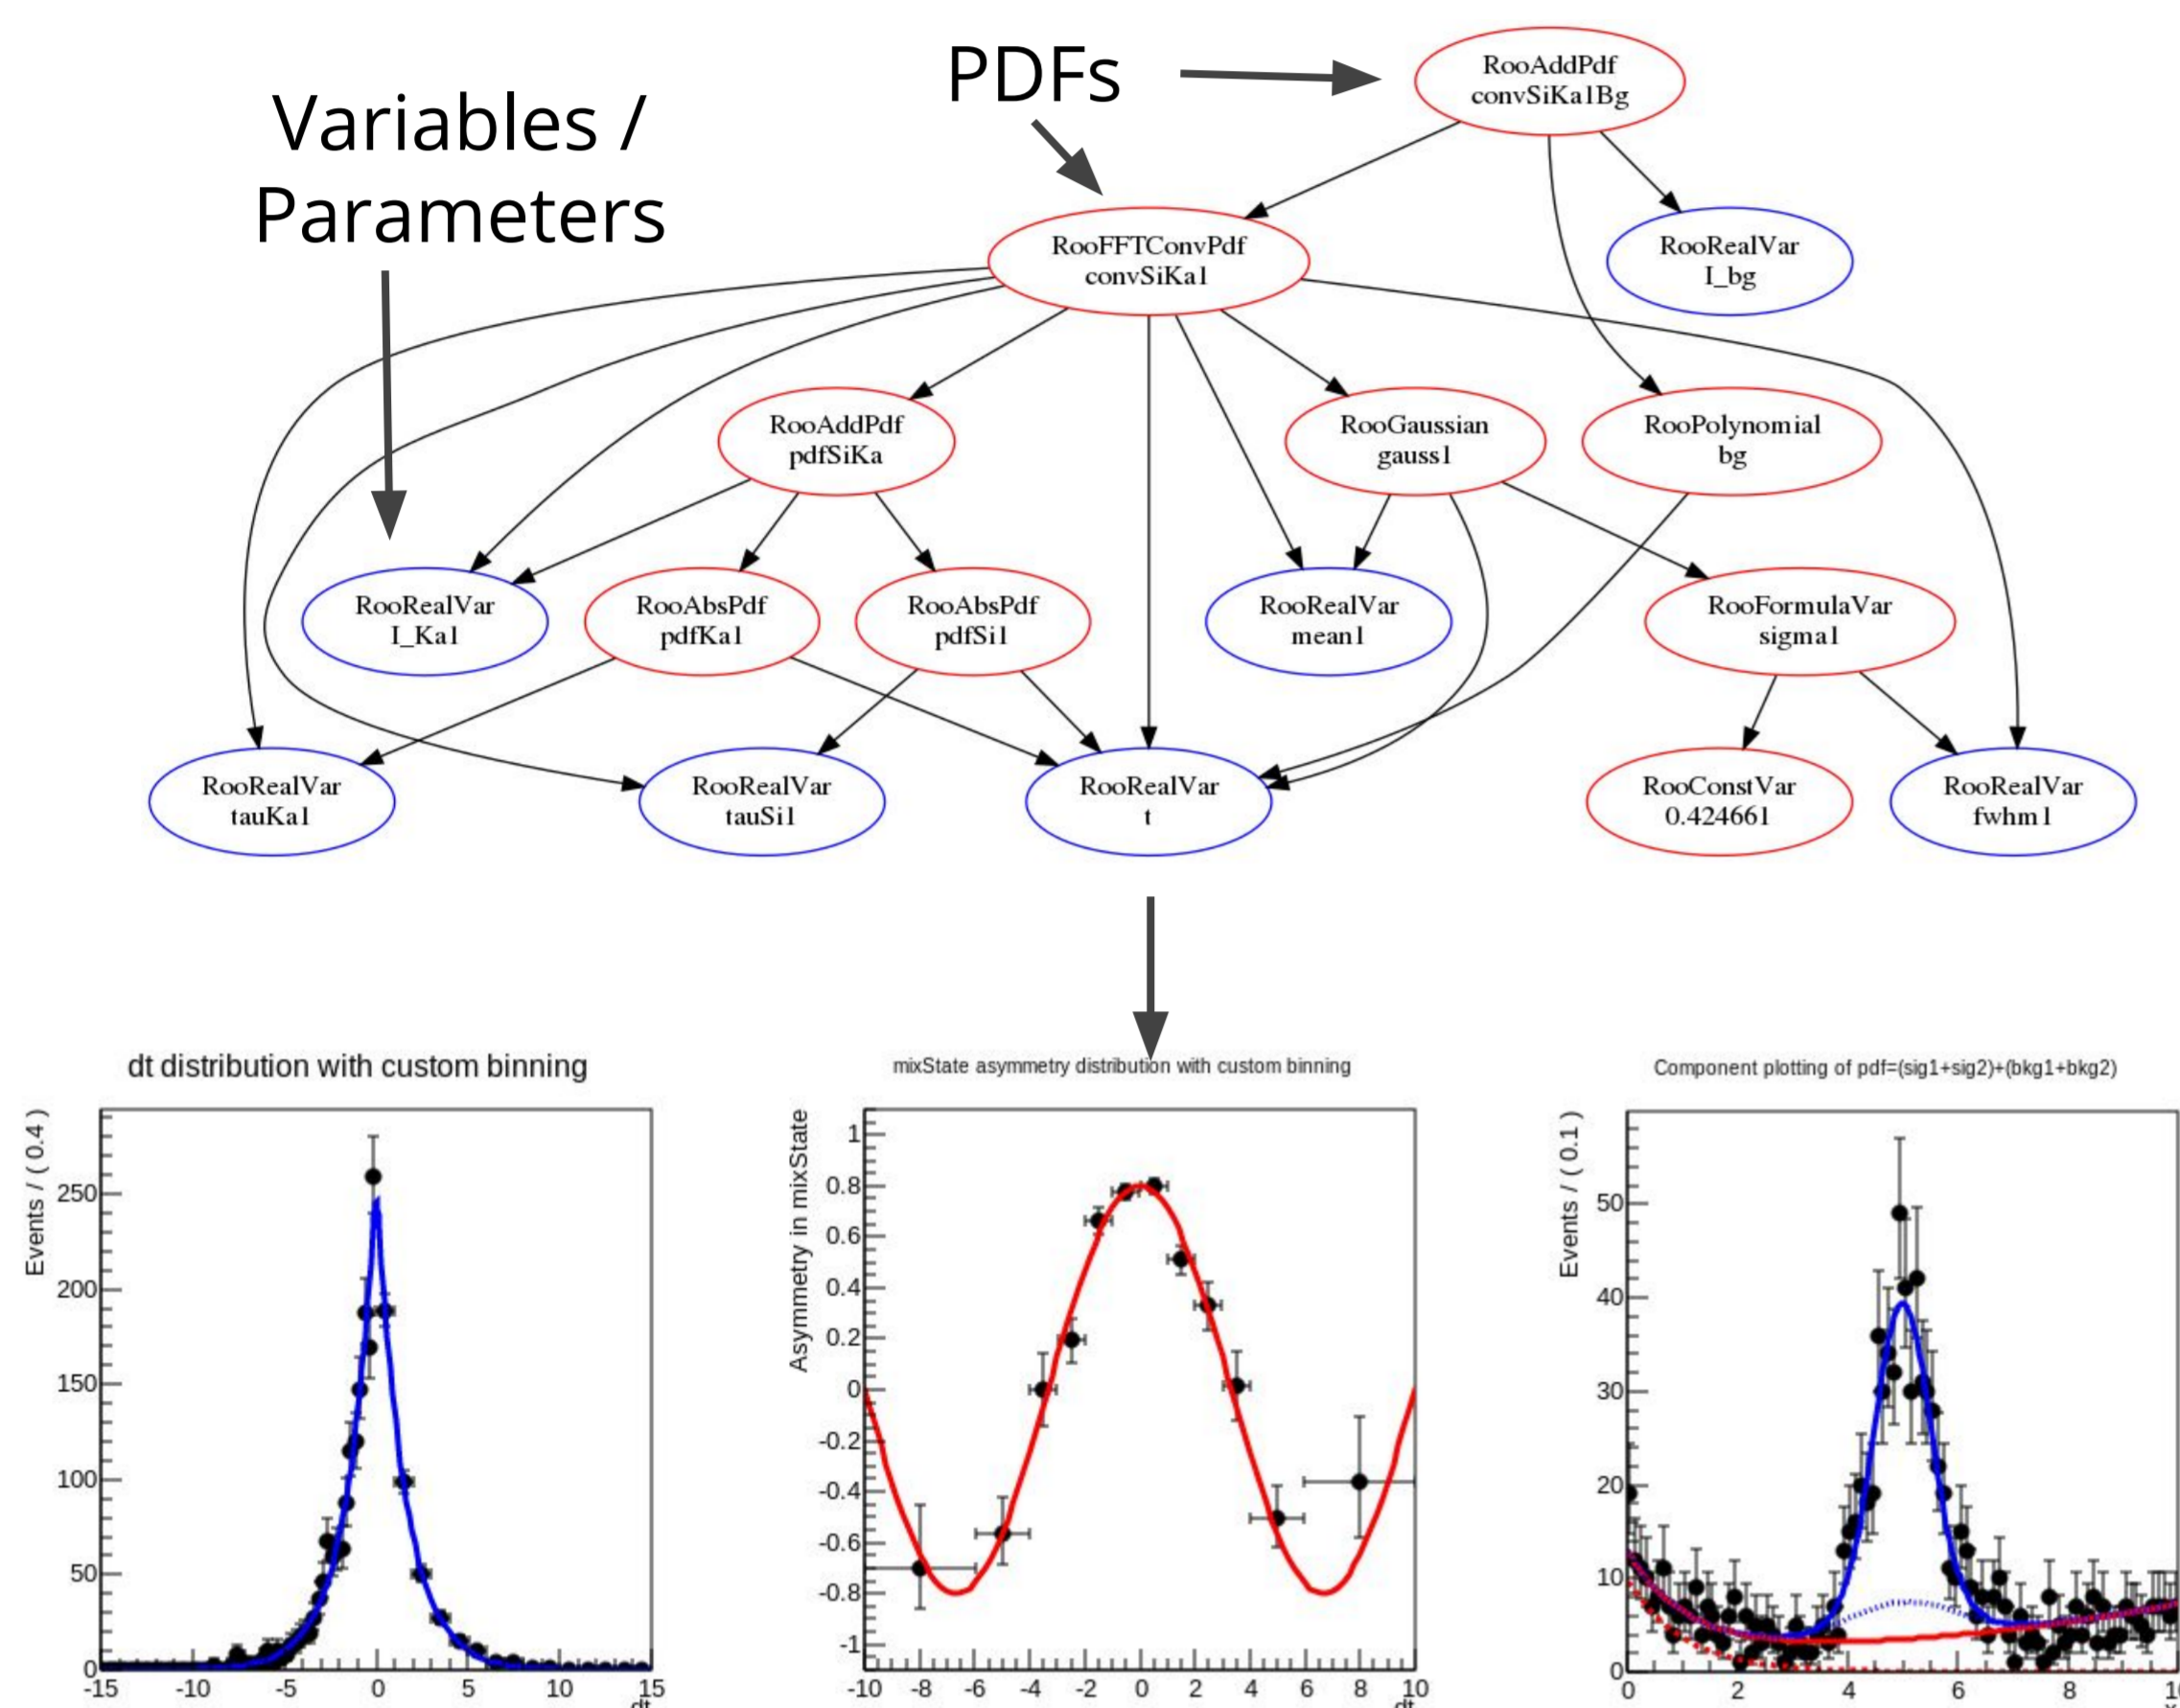 PDFs
Variables /
Parameters
RooAddPdf
convSiKa1Bg
RooFFTConvPdf
convSiKa1
RooRealVar
I_bg
RooAddPdf
pdfSiKa
RooGaussian
gauss1
RooPolynomial
bg
RooRealVar
I_Ka1
RooAbsPdf
pdfKa1
RooAbsPdf
pdfSi1
RooRealVar
mean1
RooFormulaVar
sigma1
RooRealVar
tauKa1
RooRealVar
tauSi1
RooRealVar
t
RooConstVar
0.424661
RooRealVar
fwhm1
dt distribution with custom binning
Events / ( 0.4 )
250
200
150
100
50
0
-15 -10 -5 0 5 10 15
mixState asymmetry distribution with custom binning
Asymmetry in mixState
1
0.8
0.6
0.4
0.2
0
-0.2
-0.4
-0.6
-0.8
-1
-10 -8 -6 -4 -2 0 2 4 6 8 10
Component plotting of pdf=(sig1+sig2)+(bkg1+bkg2)
Events / ( 0.1 )
50
40
30
20
10
0
0 2 4 6 8